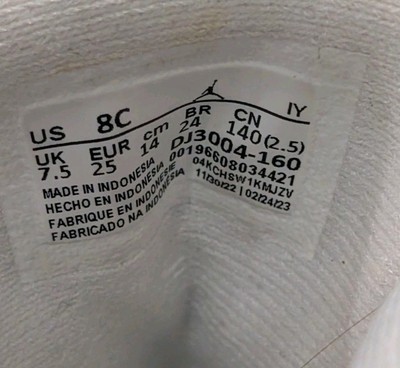 US 8C IY
UK EUR cm BR CN
7.5 25 14 24 140 (2.5)
DJ3004-160
00196608034421
04KCHSW1KMJZV
11/30/22 | 02/24/23
MADE IN INDONESIA
HECHO EN INDONESIA
FABRIQUE EN INDONESIE
FABRICADO NA INDONESIA